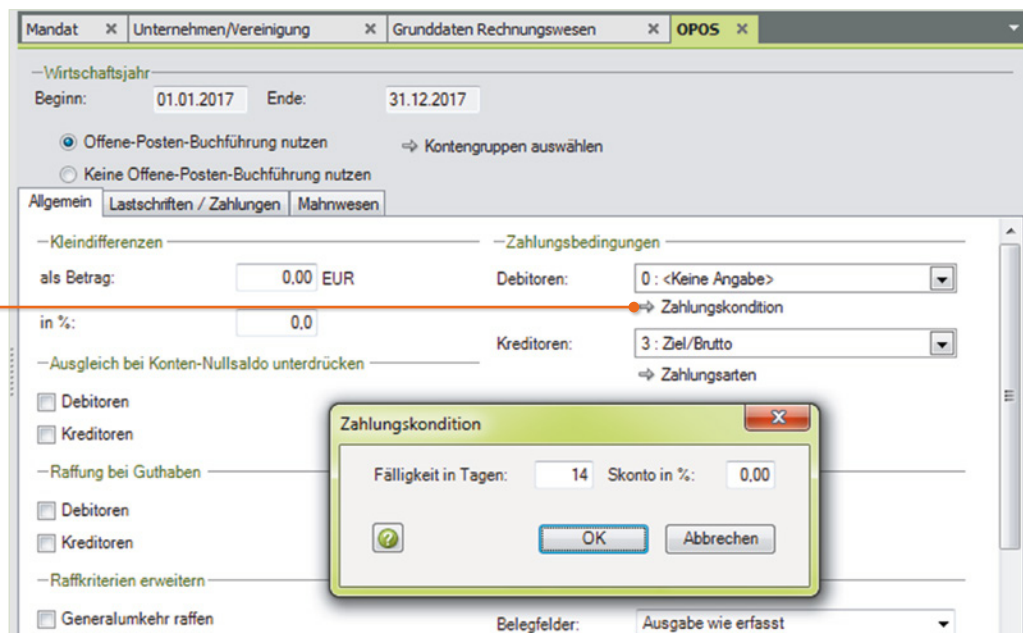 Mandat Unternehmen/Vereinigung Grunddaten Rechnungswesen OPOS
Wirtschaftsjahr
Beginn: 01.01.2017 Ende: 31.12.2017
Offene-Posten-Buchführung nutzen Kontengruppen auswählen
Keine Offene-Posten-Buchführung nutzen
Allgemein Lastschriften / Zahlungen Mahnwesen
Kleindifferenzen Zahlungsbedingungen
als Betrag: 0,00 EUR Debitoren: 0 : <Keine Angabe>
Zahlungskondition
in %: 0,0
Kreditoren: 3 : Ziel/Brutto
Ausgleich bei Konten-Nullsaldo unterdrücken
Zahlungsarten
Debitoren
Kreditoren
Zahlungskondition
Raffung bei Guthaben
Fälligkeit in Tagen: 14 Skonto in %: 0,00
Debitoren
Kreditoren
OK Abbrechen
Raffkriterien erweitern
Generalumkehr raffen
Belegfelder: Ausgabe wie erfasst